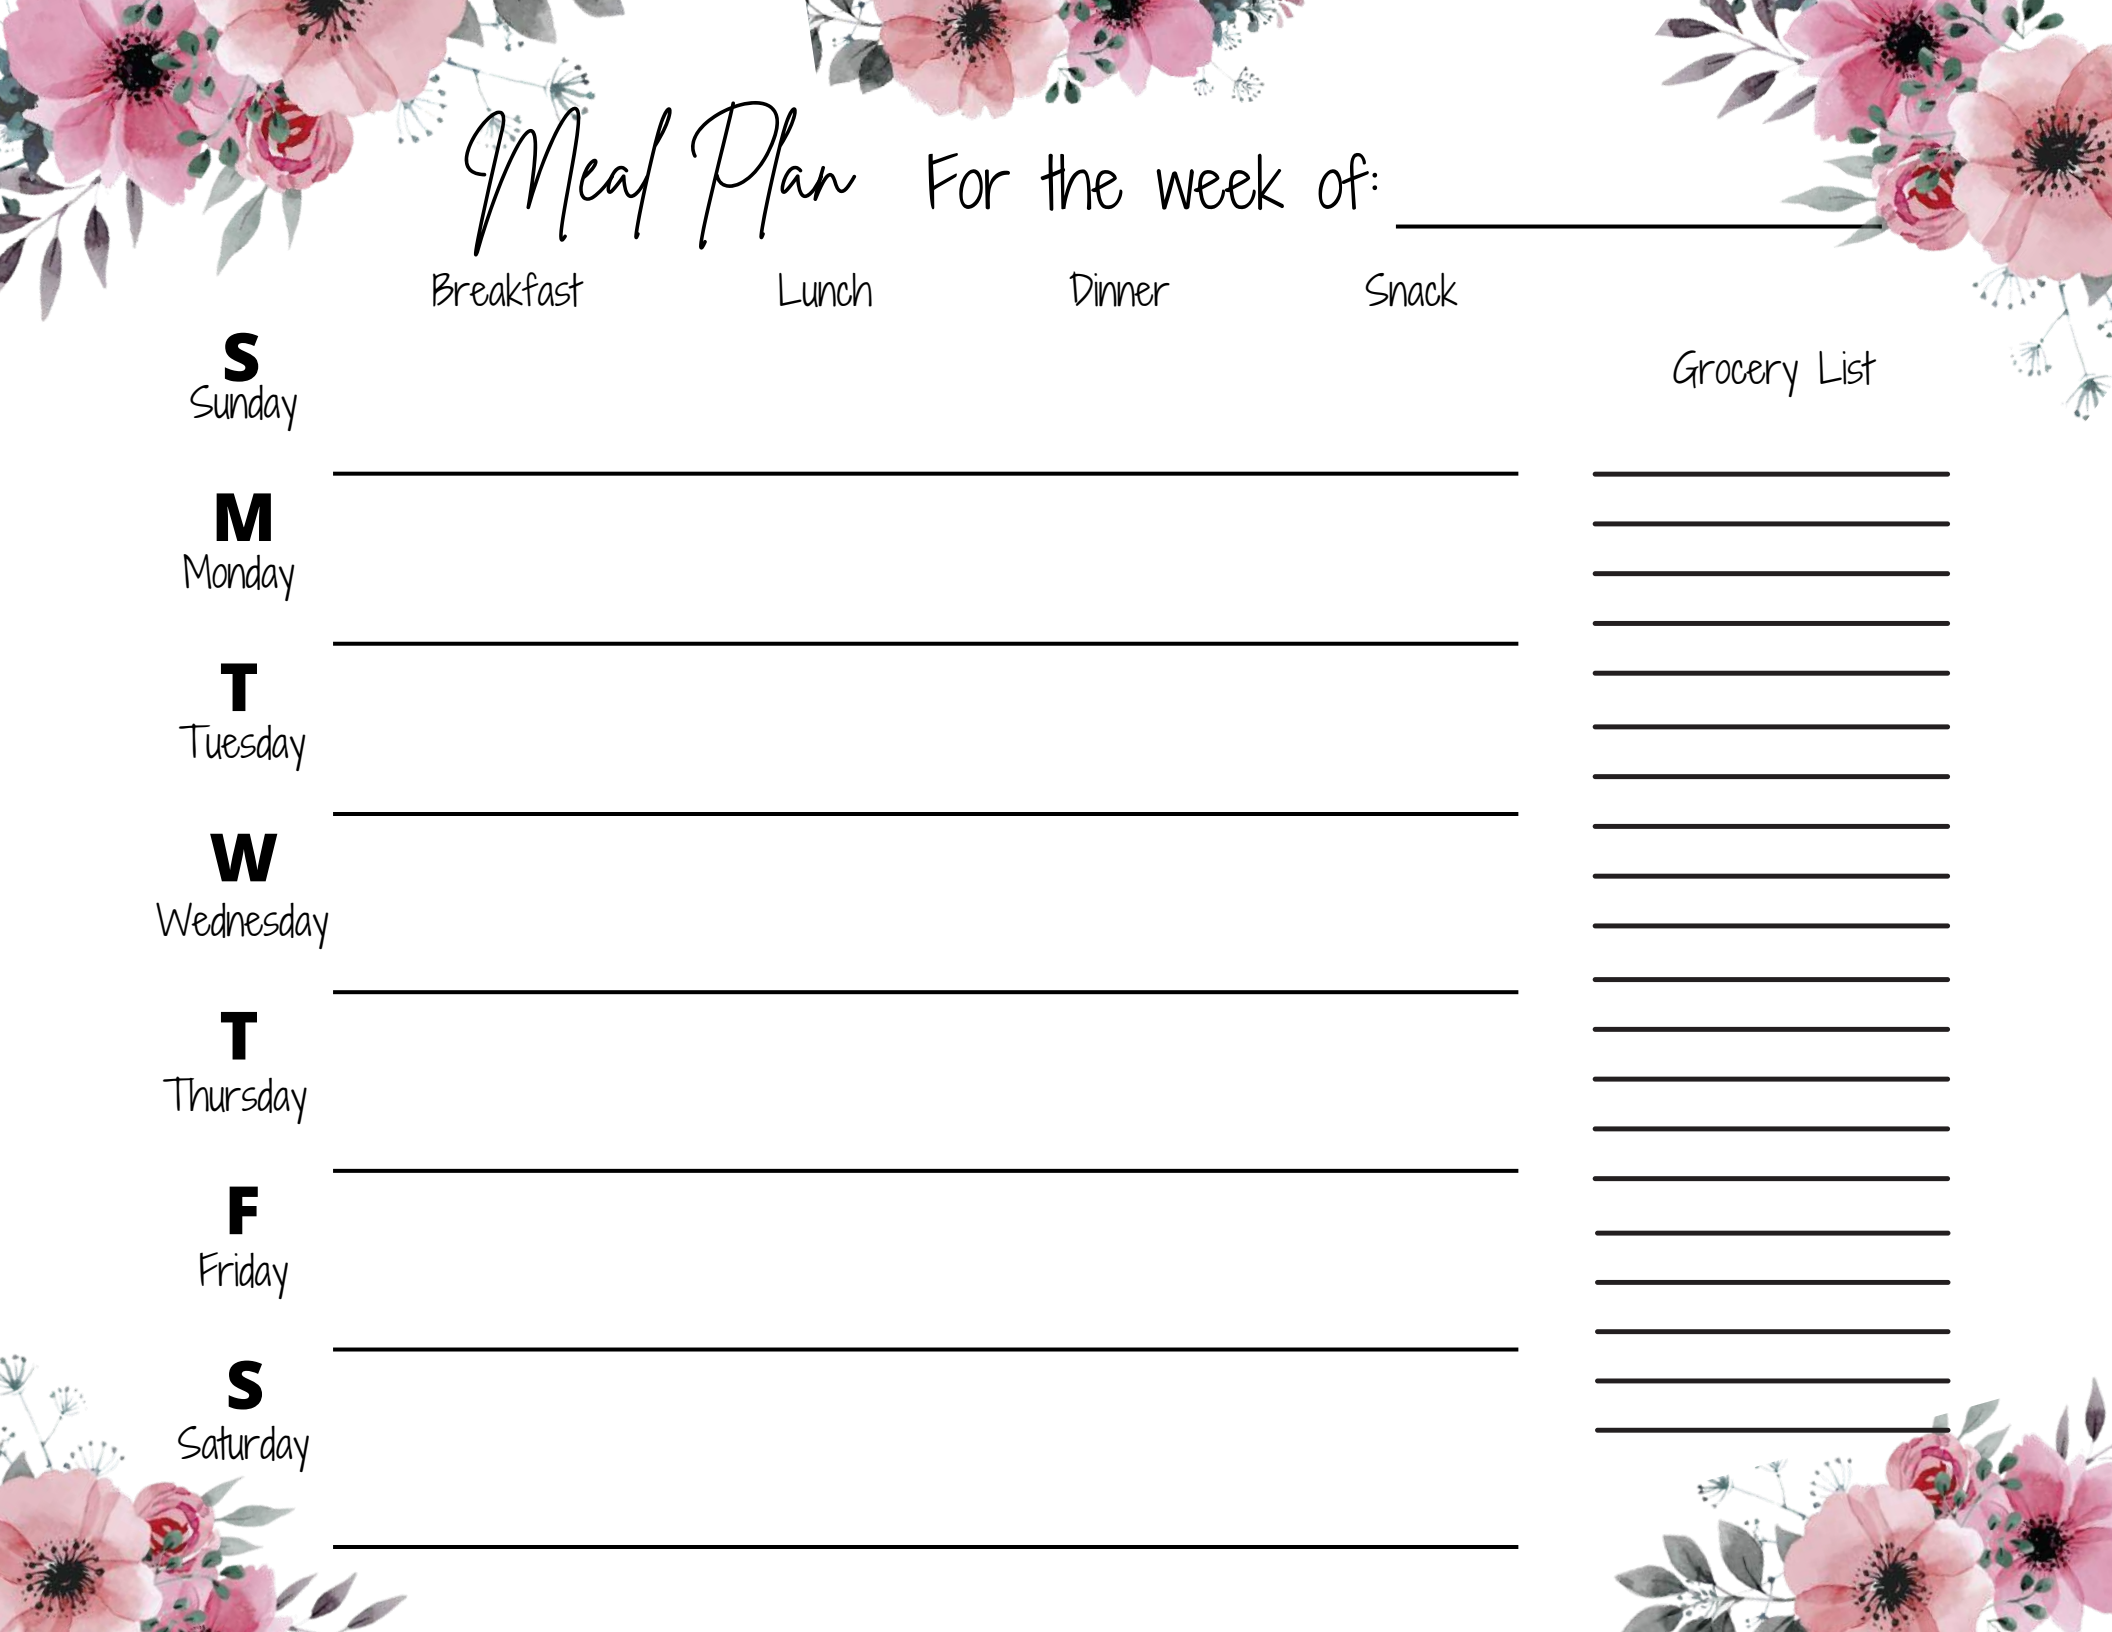 Meal Plan For the week of:
Breakfast Lunch Dinner Snack
Grocery List
S
Sunday
M
Monday
T
Tuesday
W
Wednesday
T
Thursday
F
Friday
S
Saturday